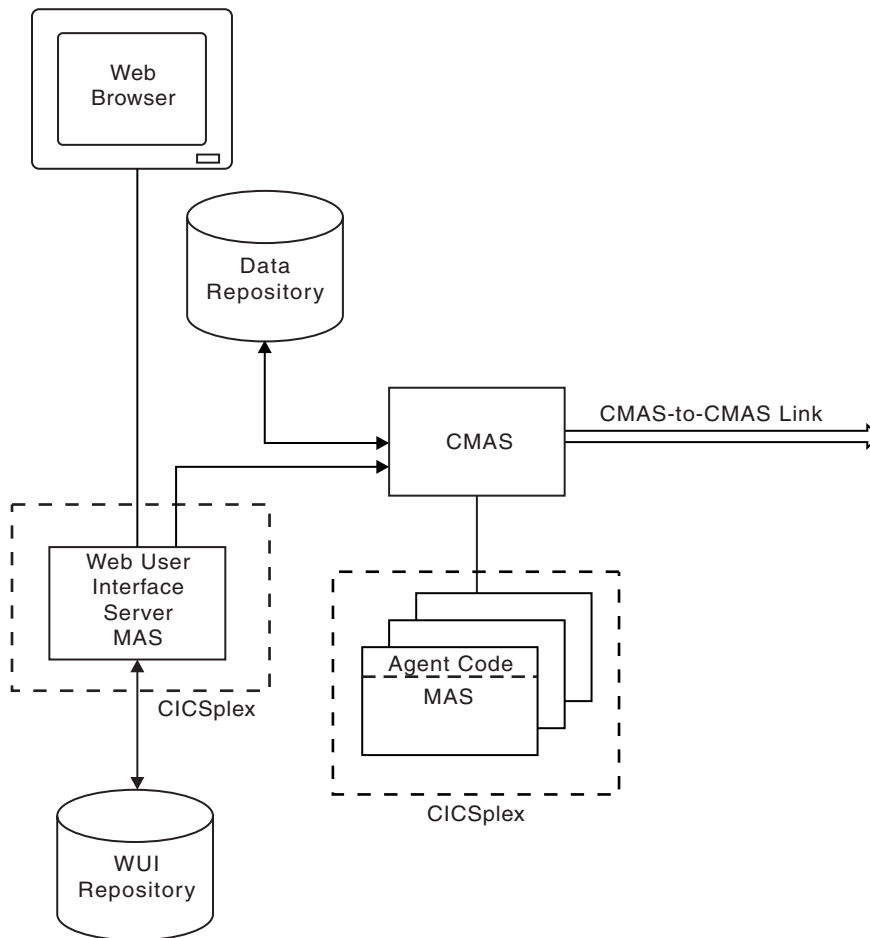 Web
Browser
Data
Repository
CMAS-to-CMAS Link
CMAS
Web User
Interface
Server
MAS
Agent Code
MAS
CICSplex
CICSplex
WUI
Repository